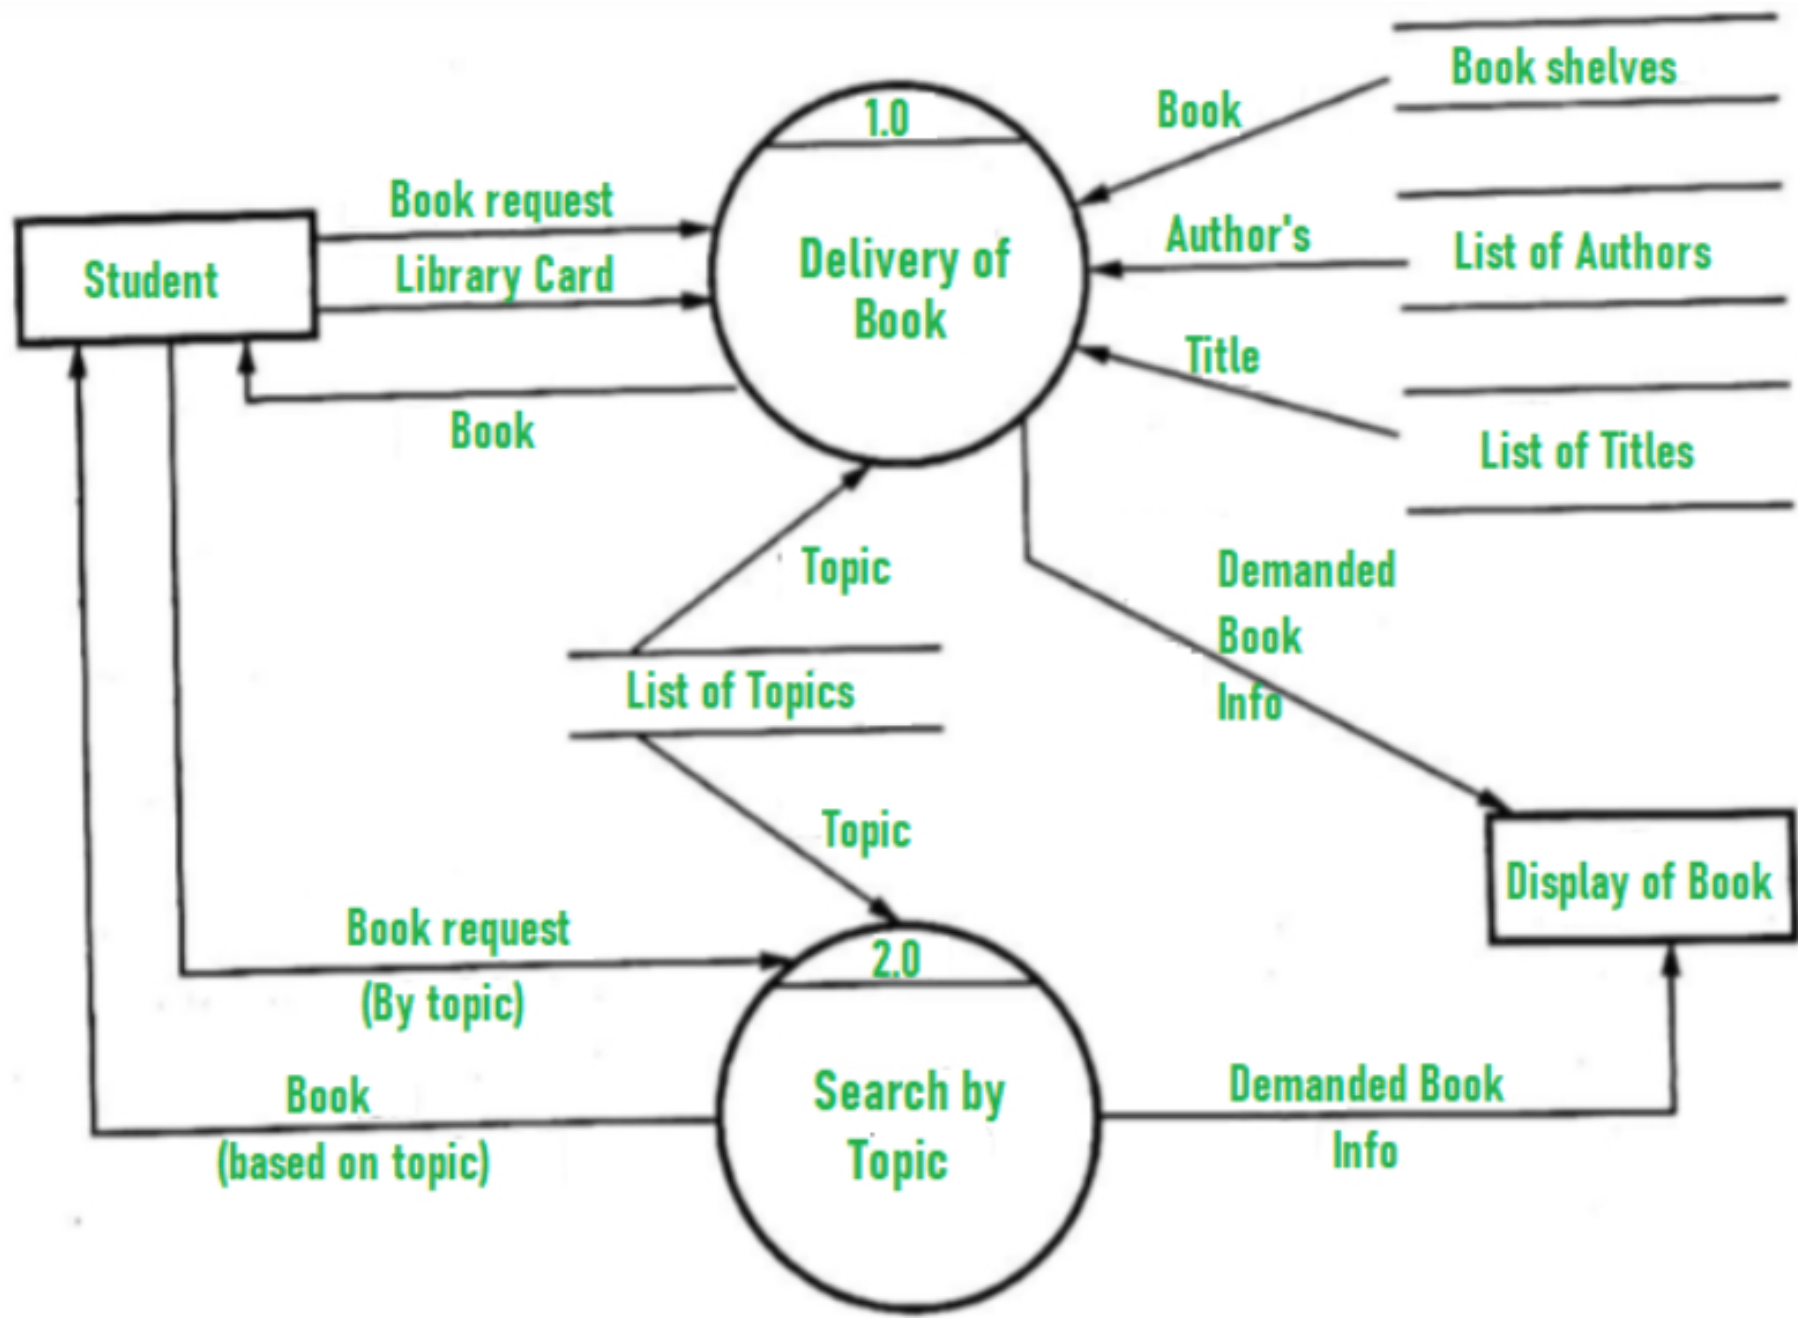 1.0
Book shelves
Book
Book request
Author's
List of Authors
Student
Library Card
Delivery of
Book
Title
Book
List of Titles
Topic
Demanded
Book
Info
List of Topics
Topic
Display of Book
Book request
(By topic)
2.0
Book
(based on topic)
Search by
Topic
Demanded Book
Info